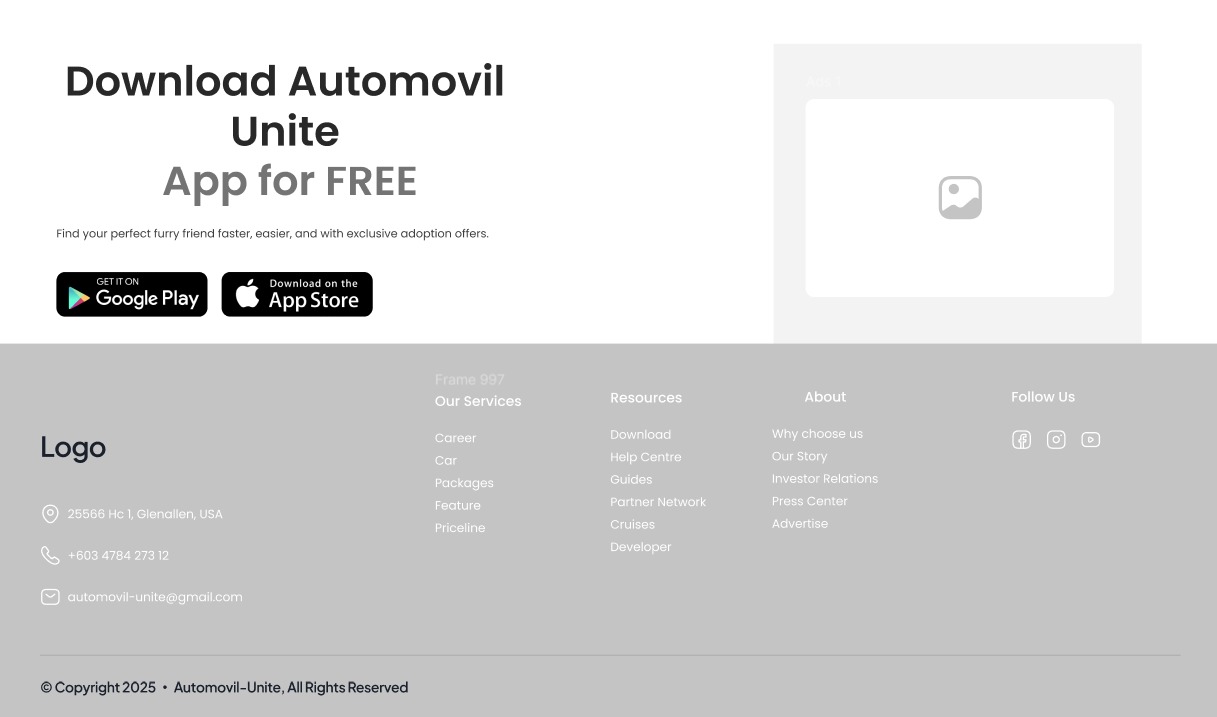 Download Automovil
Unite
App for FREE
Find your perfect furry friend faster, easier, and with exclusive adoption offers.
GET IT ON
Google Play
Download on the
App Store
Logo
25566 Hc 1, Glenallen, USA
+603 4784 273 12
automovil-unite@gmail.com
Frame 997
Our Services
Career
Car
Packages
Feature
Priceline
Resources
Download
Help Centre
Guides
Partner Network
Cruises
Developer
About
Why choose us
Our Story
Investor Relations
Press Center
Advertise
Follow Us
© Copyright 2025 • Automovil-Unite, All Rights Reserved